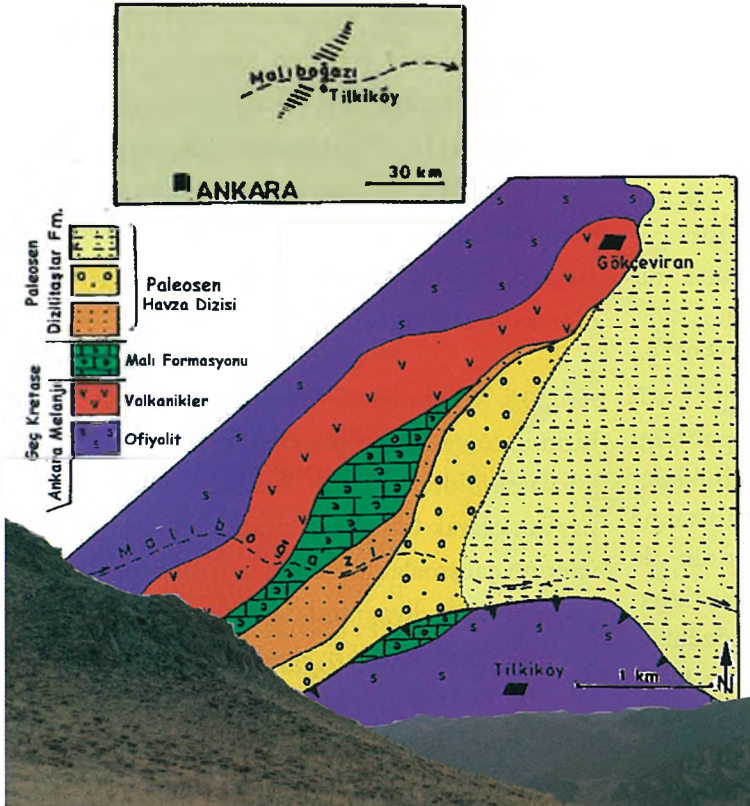 Malıboğazı
Tilkiköy
30 km
ANKARA
Gökçeviran
Paleosen
Dizilitaşlar Fm.
Paleosen
Havza Dizisi
Geç Kretase
Ankara Melanjı
Malı Formasyonu
Volkanikler
Ofiyolit
Malıboğazı
Tilkiköy
1 km
N